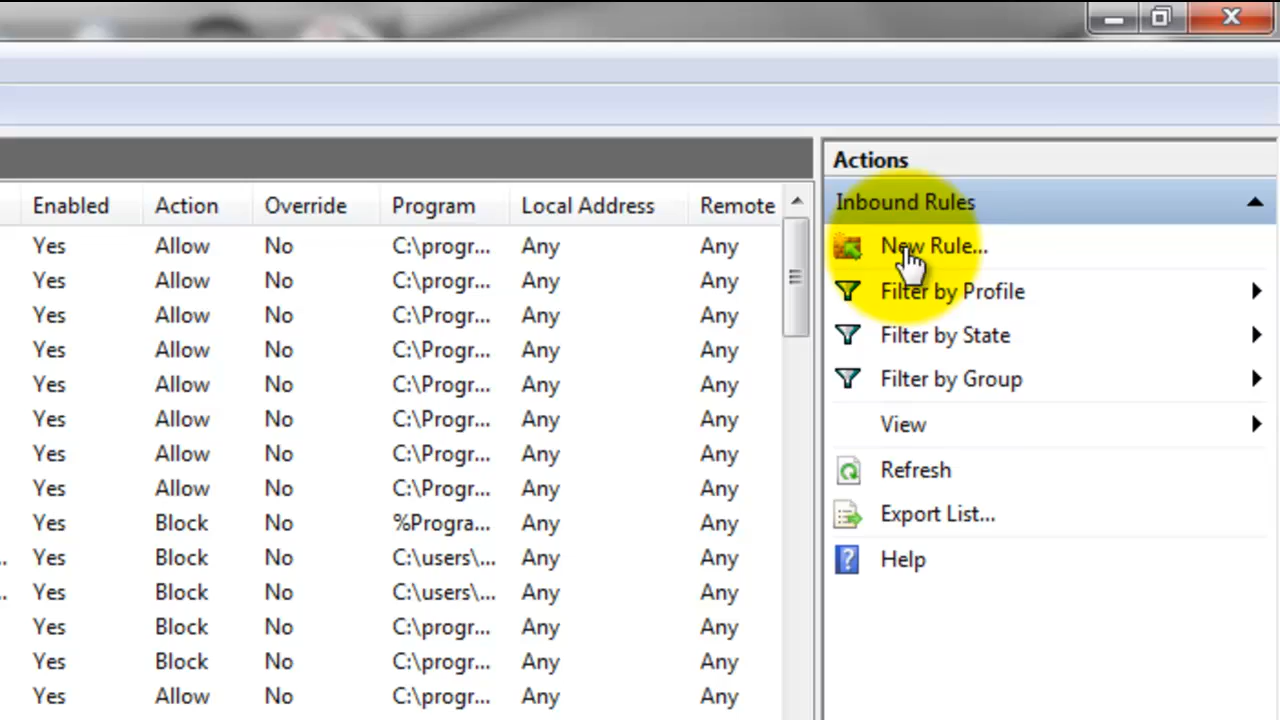 Actions
Enabled Action Override Program Local Address Remote
Inbound Rules
Yes Allow No C:\progr... Any Any
New Rule...
Yes Allow No C:\progr... Any Any
Filter by Profile
Yes Allow No C:\Progr... Any Any
Filter by State
Yes Allow No C:\Progr... Any Any
Yes Allow No C:\Progr... Any Any
Filter by Group
Yes Allow No C:\Progr... Any Any
View
Yes Allow No C:\Progr... Any Any
Refresh
Yes Allow No C:\Progr... Any Any
Export List...
Yes Block No %Progra... Any Any
.. Yes Block No C:\users\... Any Any
Help
.. Yes Block No C:\users\... Any Any
Yes Block No C:\progr... Any Any
Yes Block No C:\progr... Any Any
Yes Allow No C:\progr... Any Any